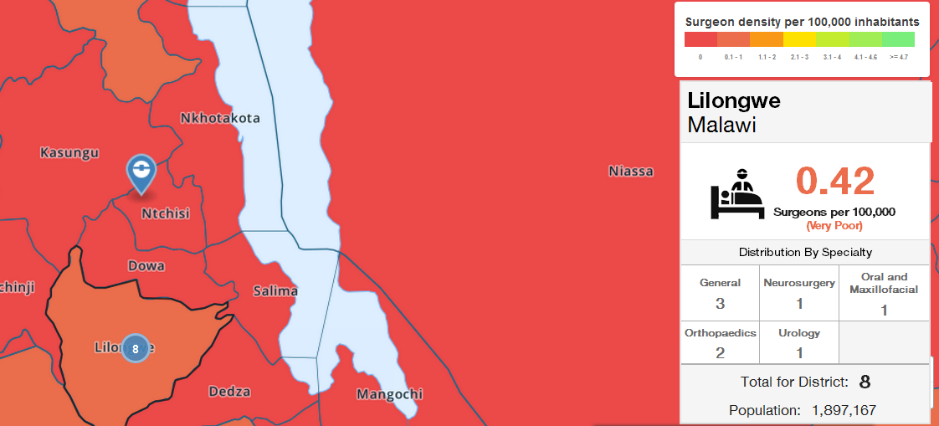 Surgeon density per 100,000 inhabitants
0 0.1 - 1 1.1 - 2 2.1 - 3 3.1 - 4 4.1 - 4.6 >= 4.7
Lilongwe
Malawi
0.42
Surgeons per 100,000
(Very Poor)
Distribution By Specialty
General
3
Neurosurgery
1
Oral and
Maxillofacial
1
Orthopaedics
2
Urology
1
Total for District: 8
Population: 1,897,167
Nkhotakota
Kasungu
Niassa
Ntchisi
Dowa
chinji
Salima
8
Dedza
Mangochi